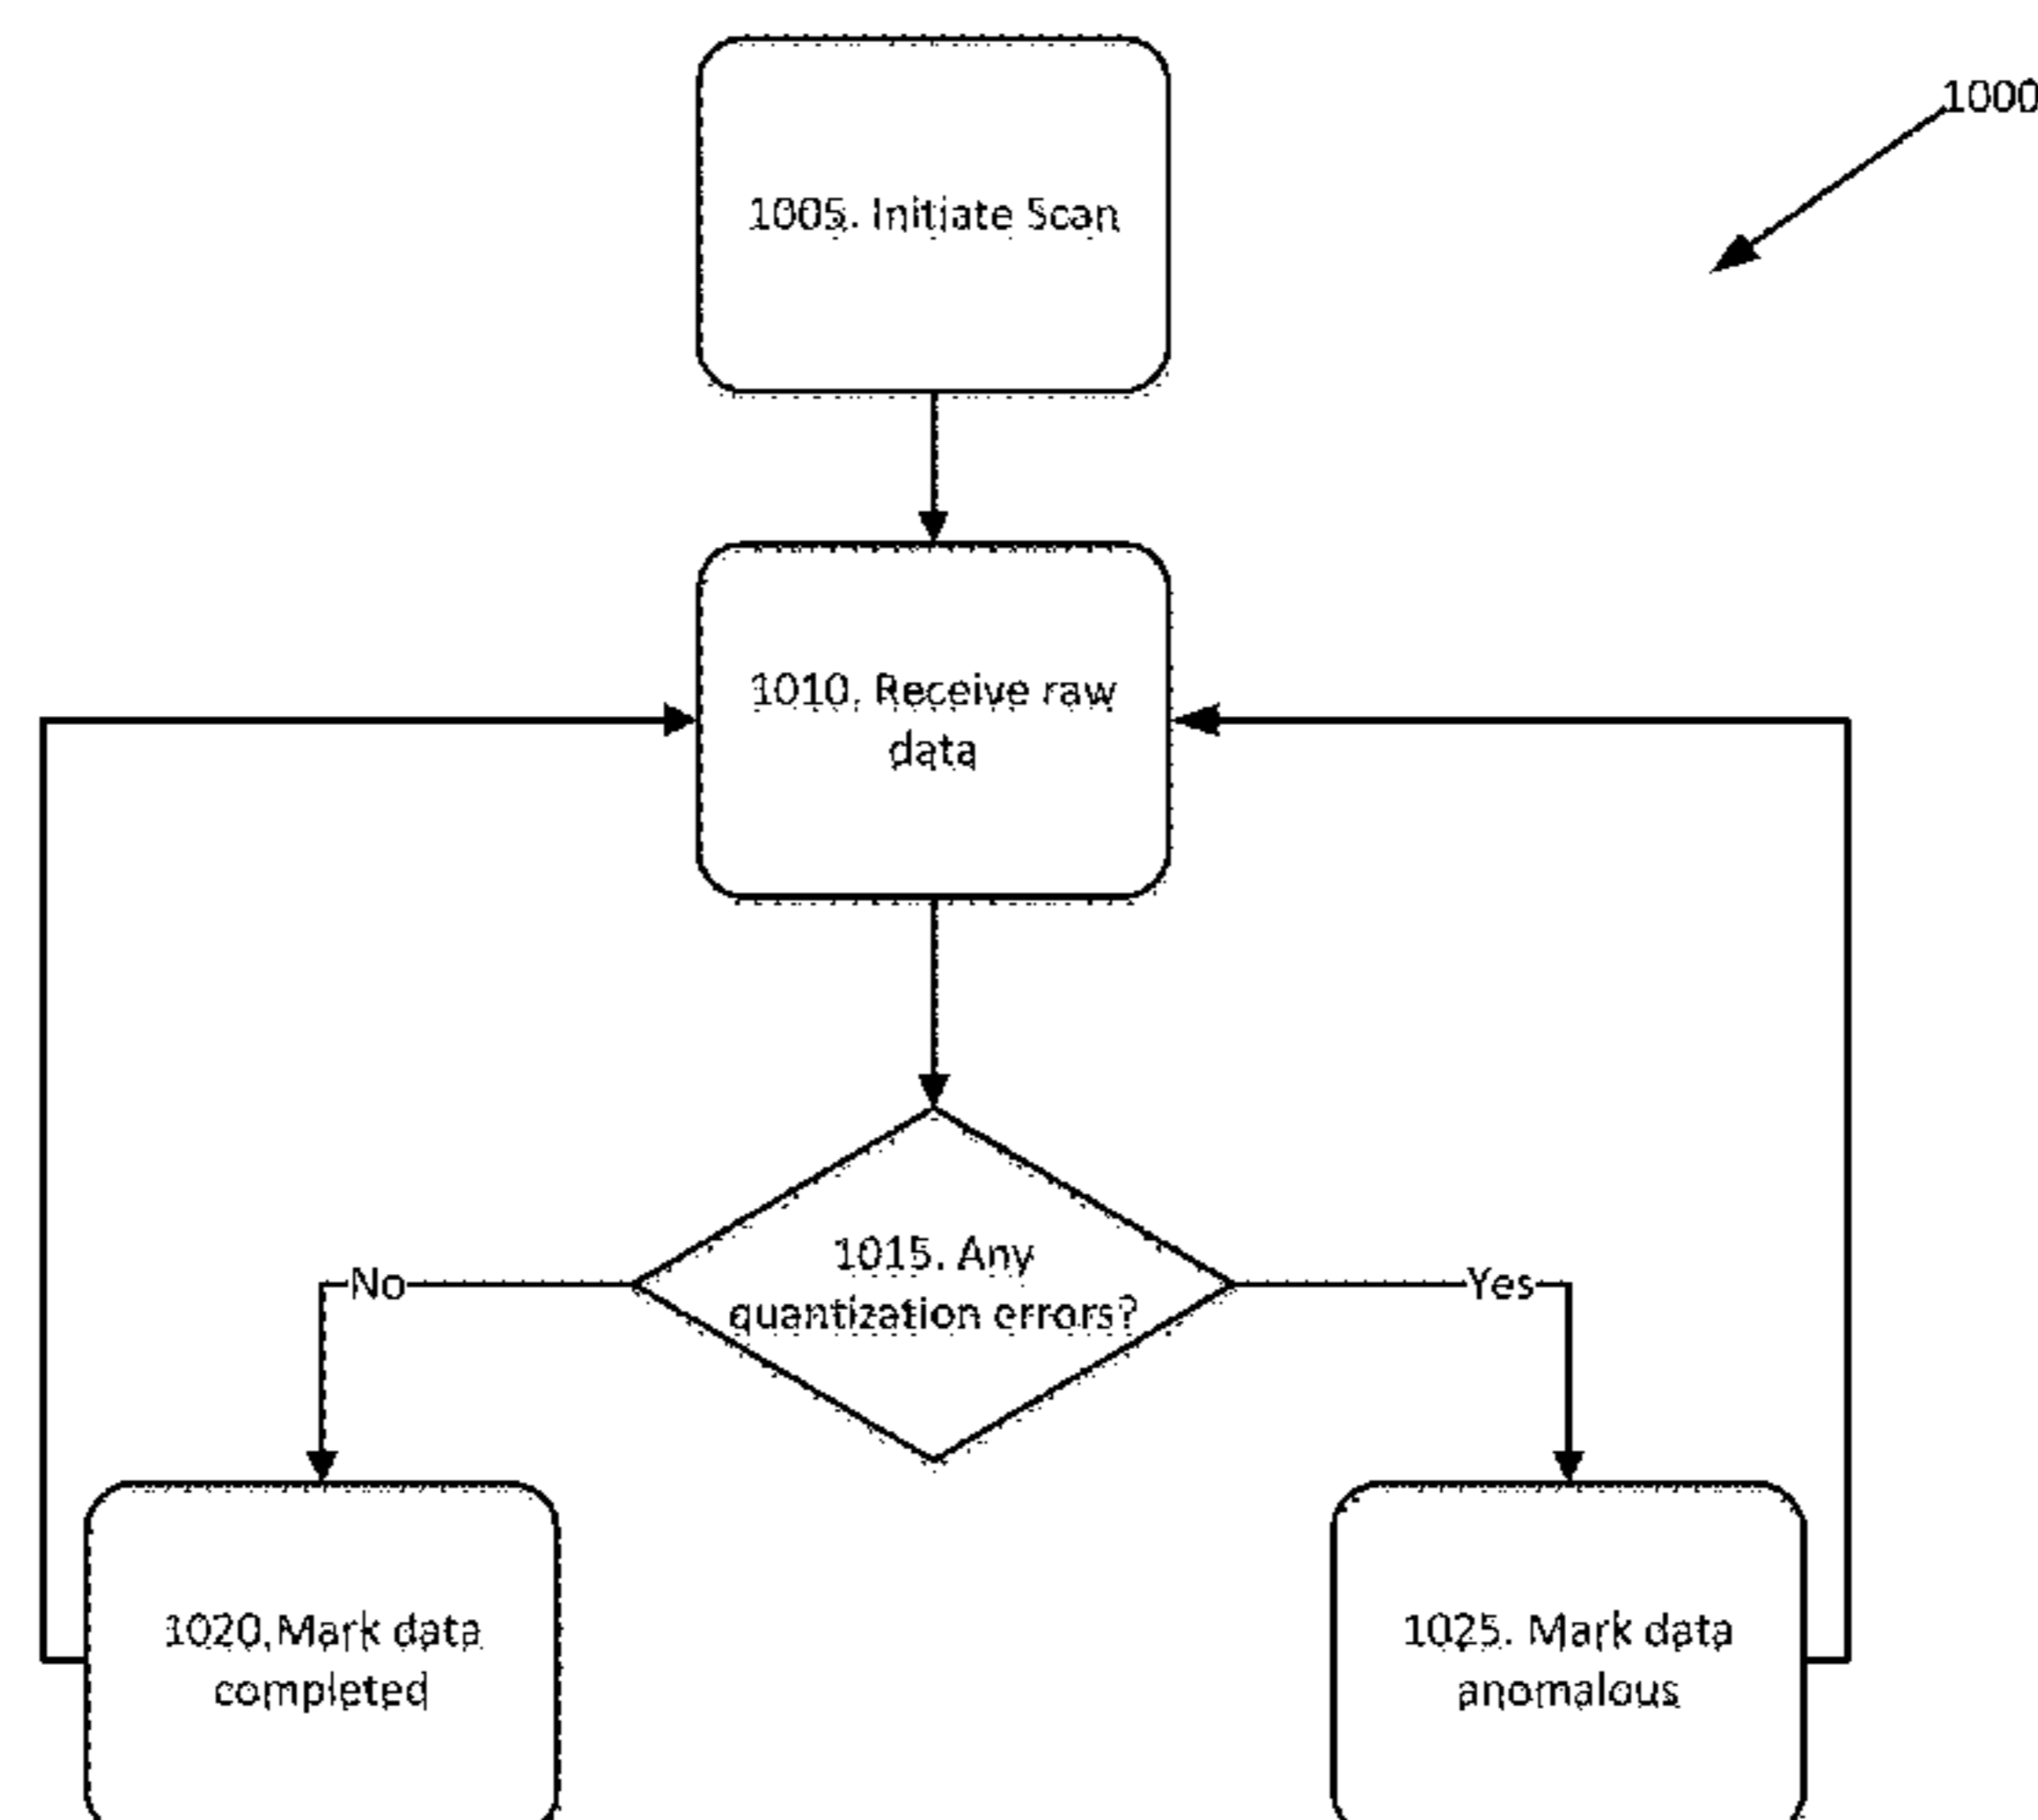 1000
1005. Initiate Scan
1010. Receive raw
data
1015. Any
quantization errors?
No
Yes
1020.Mark data
completed
1025. Mark data
anomalous